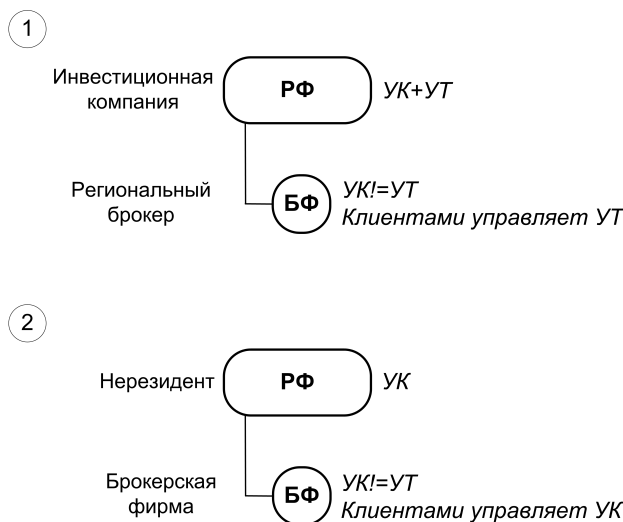 1
Инвестиционная
компания
РФ
УК+УТ
Региональный
брокер
БФ
УК!=УТ
Клиентами управляет УТ
2
Нерезидент
РФ
УК
Брокерская
фирма
БФ
УК!=УТ
Клиентами управляет УК